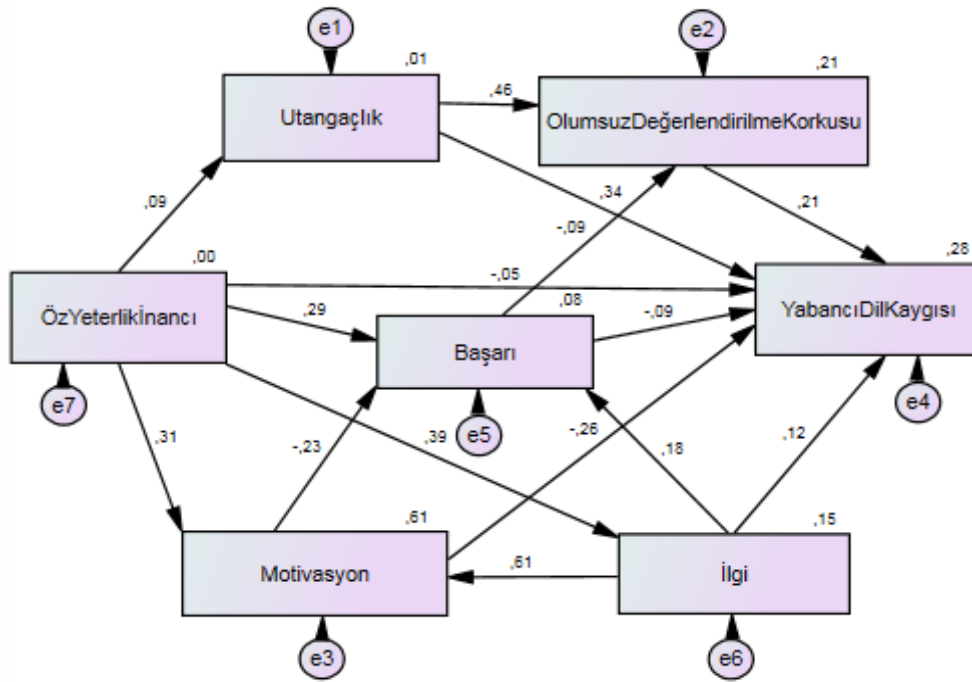 e1
e2
,01
,21
Utangaçlık
,46
OlumsuzDeğerlendirilmeKorkusu
,09
,34
,21
-,09
,00
-,05
,28
ÖzYeterlikİnancı
,29
,08
-,09
YabancıDilKaygısı
Başarı
e7
e5
e4
,31
-,23
,39
-,26
,18
,12
,61
,15
Motivasyon
,61
İlgi
e3
e6